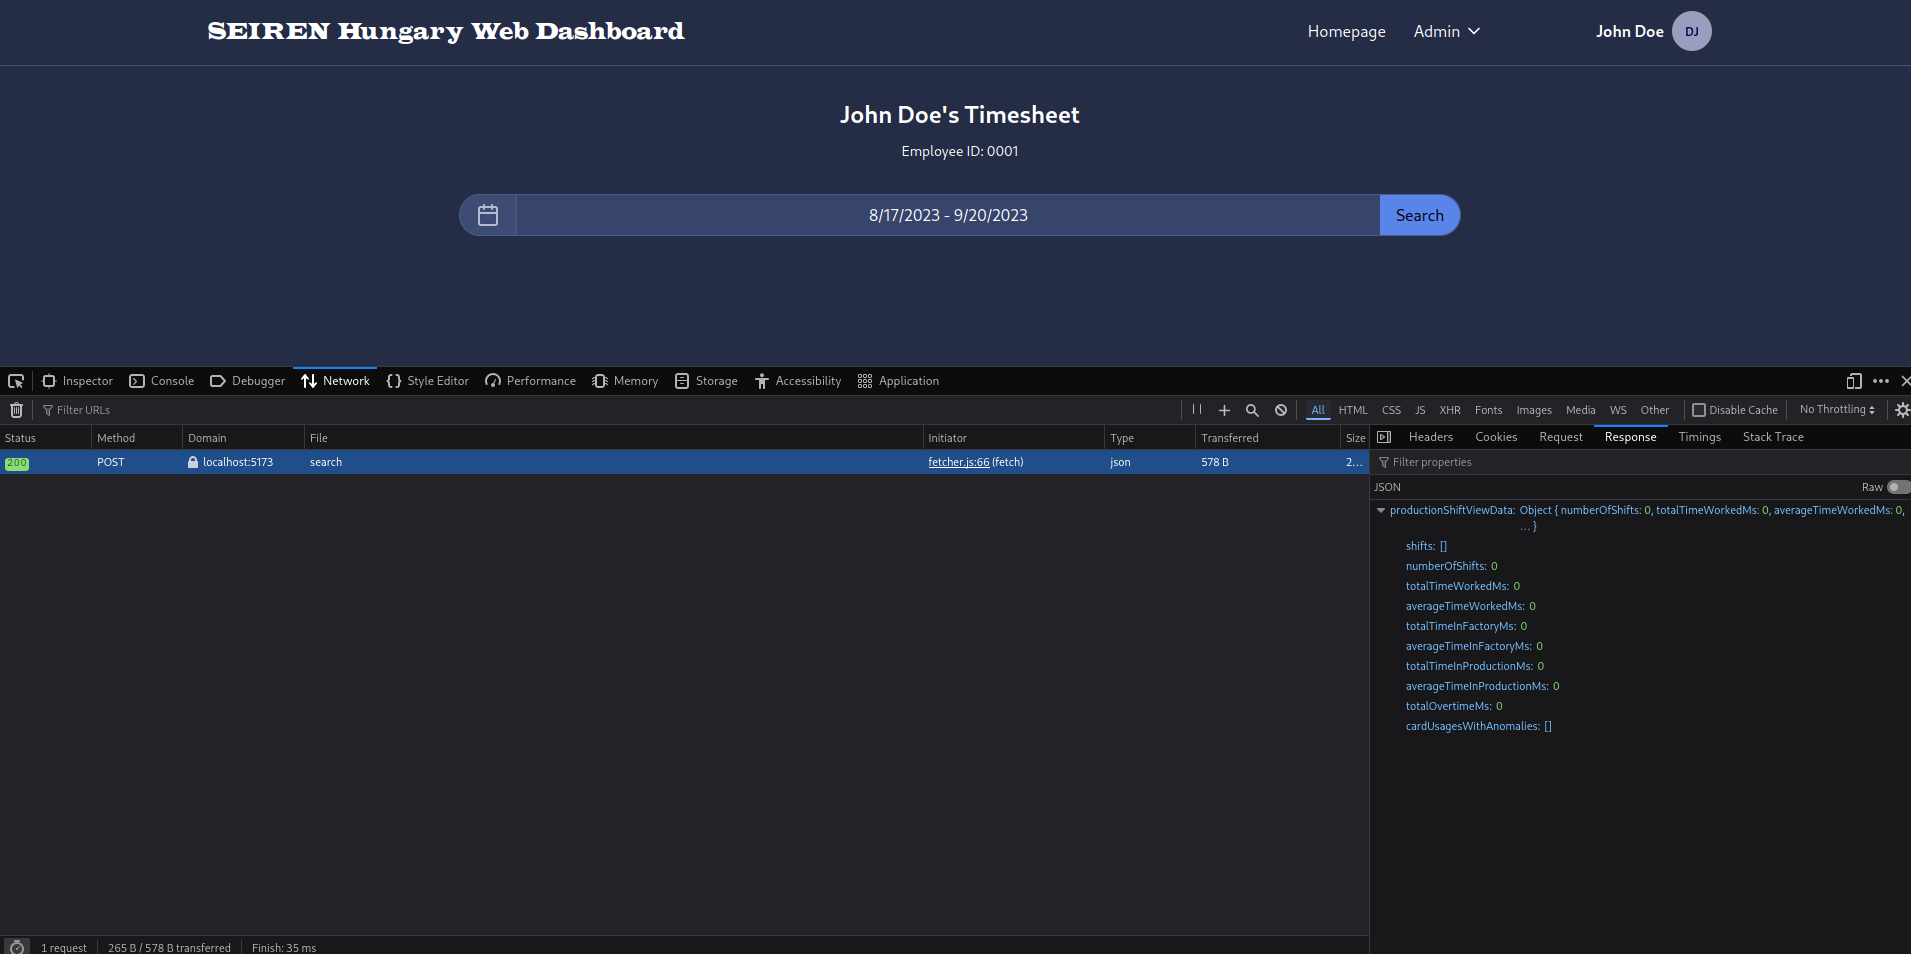 SEIREN Hungary Web Dashboard
Homepage Admin John Doe DJ
John Doe's Timesheet
Employee ID: 0001
8/17/2023 - 9/20/2023 Search
Inspector Console Debugger Network Style Editor Performance Memory Storage Accessibility Application
Filter URLs All HTML CSS JS XHR Fonts Images Media WS Other Disable Cache No Throttling
Status Method Domain File Initiator Type Transferred Size
200 POST localhost:5173 search fetcher.js:66 (fetch) json 578 B 2...
Headers Cookies Request Response Timings Stack Trace
Filter properties
JSON Raw
productionShiftViewData: Object { numberOfShifts: 0, totalTimeWorkedMs: 0, averageTimeWorkedMs: 0,
... }
shifts: []
numberOfShifts: 0
totalTimeWorkedMs: 0
averageTimeWorkedMs: 0
totalTimeInFactoryMs: 0
averageTimeInFactoryMs: 0
totalTimeInProductionMs: 0
averageTimeInProductionMs: 0
totalOvertimeMs: 0
cardUsagesWithAnomalies: []
1 request 265 B / 578 B transferred Finish: 35 ms